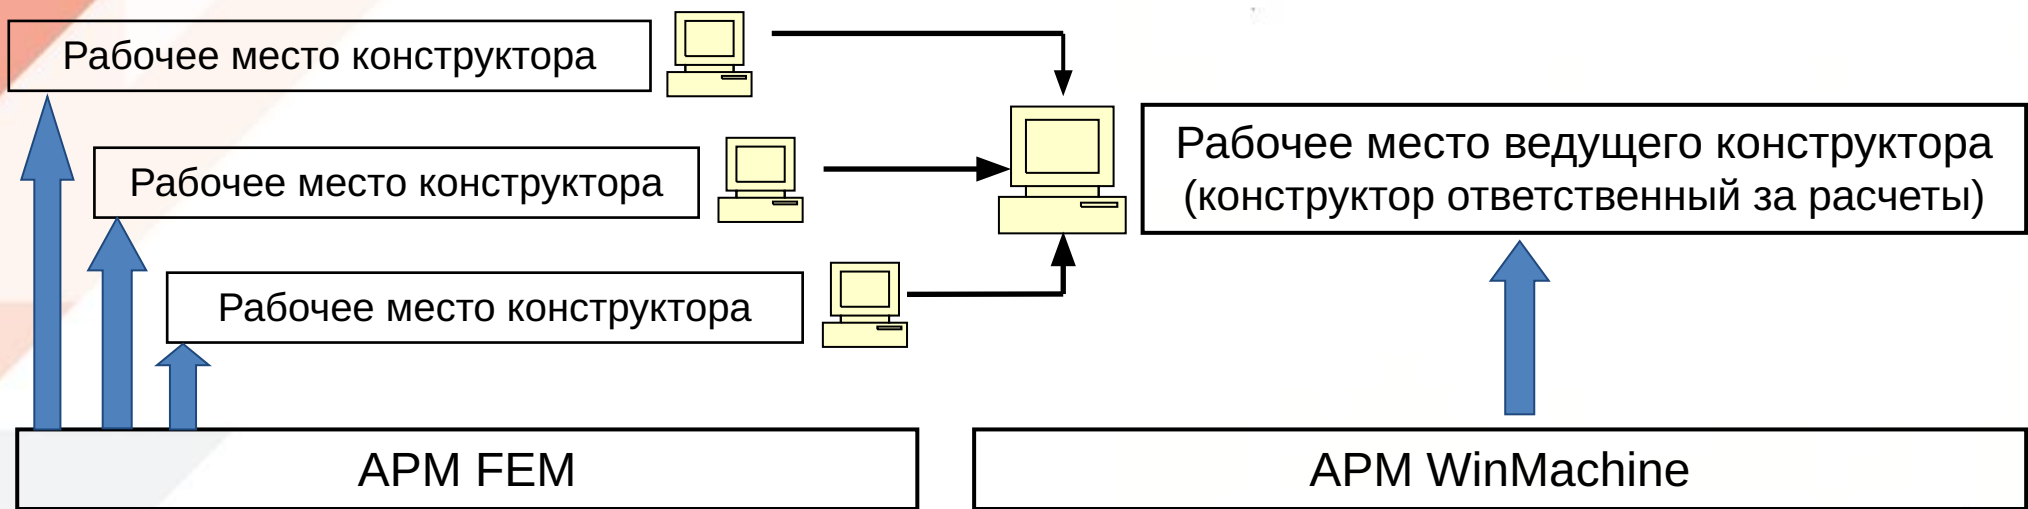 Рабочее место конструктора
Рабочее место конструктора
Рабочее место ведущего конструктора
(конструктор ответственный за расчеты)
Рабочее место конструктора
APM FEM
APM WinMachine